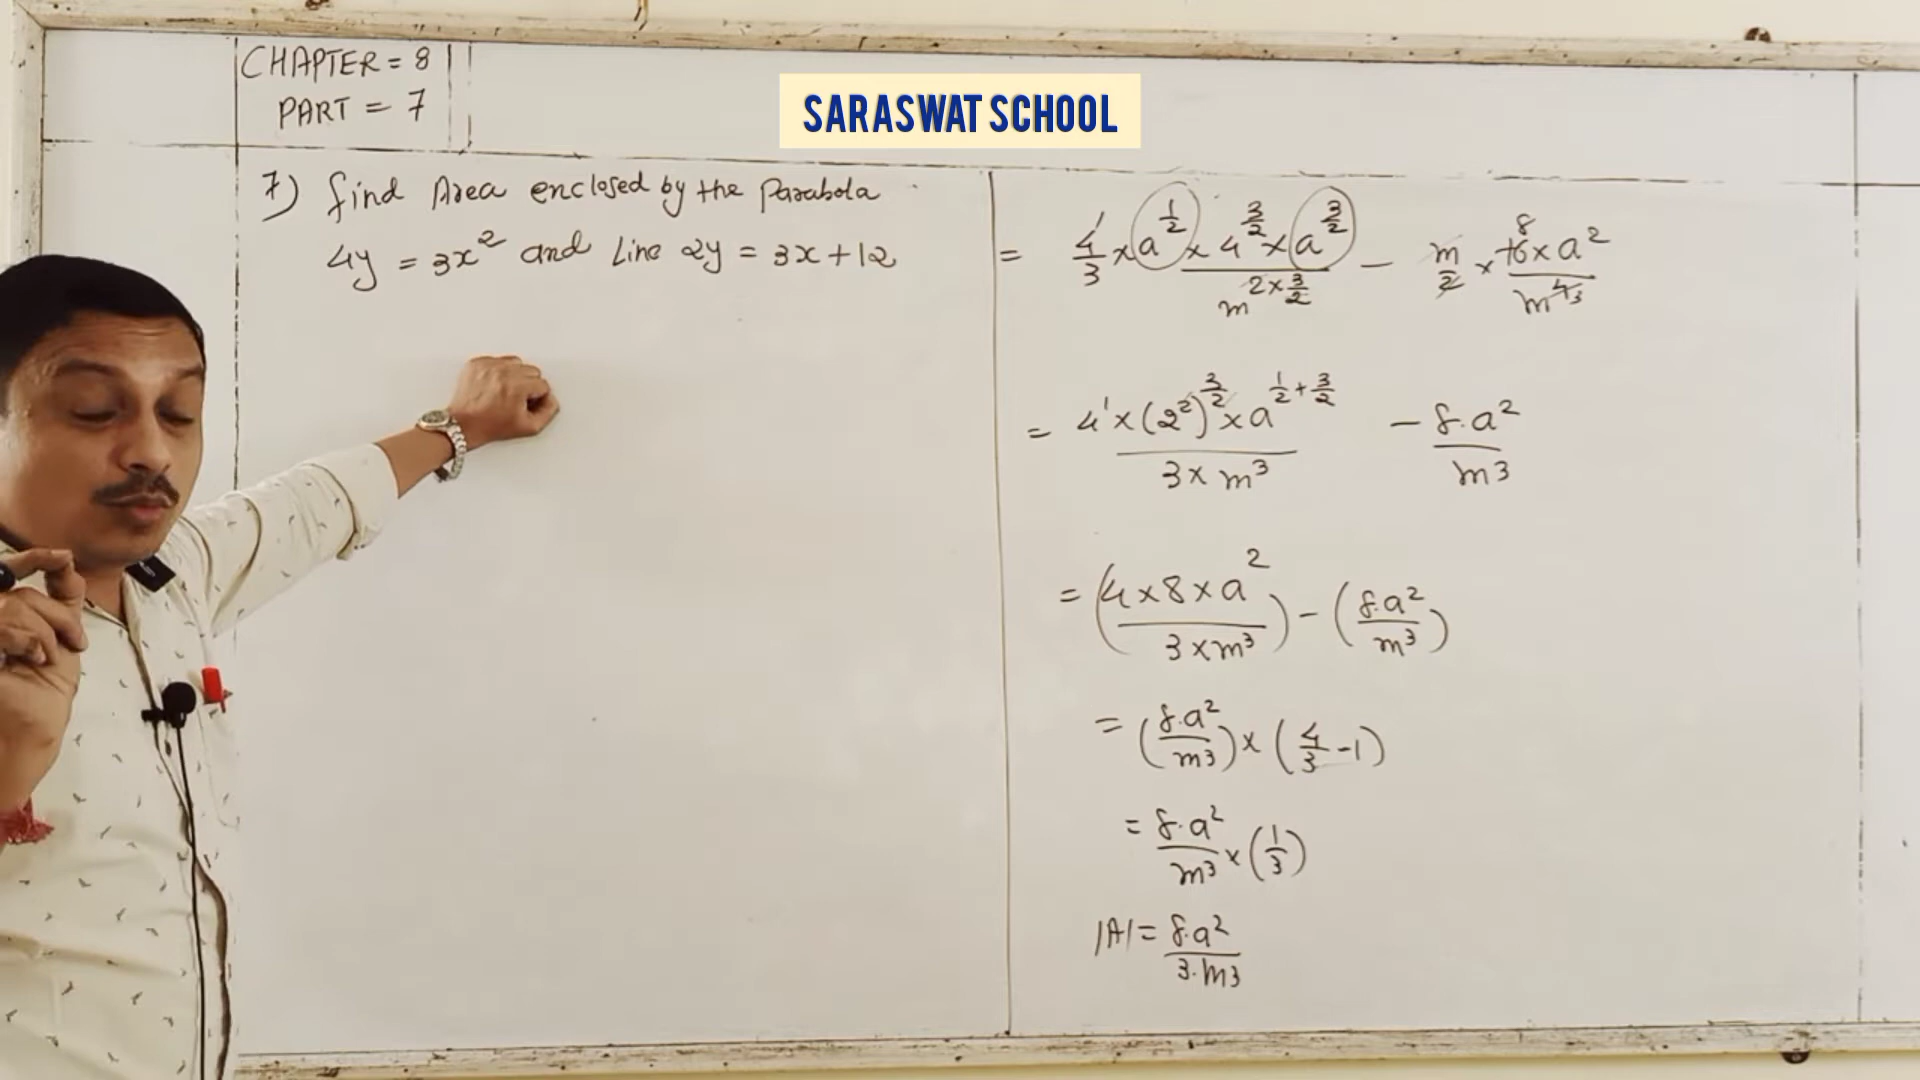 CHAPTER = 8
PART = 7
SARASWAT SCHOOL
7) find Area enclosed by the Parabola
4y = 3x² and Line 2y = 3x + 12
= 4/3 × a^(1/2) × 4^(3/2) × a^(3/2) / m^(2×3/2) − m/2 × 16 8 × a² / m⁴ 3
= 4¹ × (2²)^(3/2) × a^(1/2 + 3/2) / 3 × m³ − 8.a² / m³
= (4 × 8 × a² / 3 × m³) − (8.a² / m³)
= (8.a² / m³) × (4/3 − 1)
= 8.a² / m³ × (1/3)
|A| = 8.a² / 3.m³